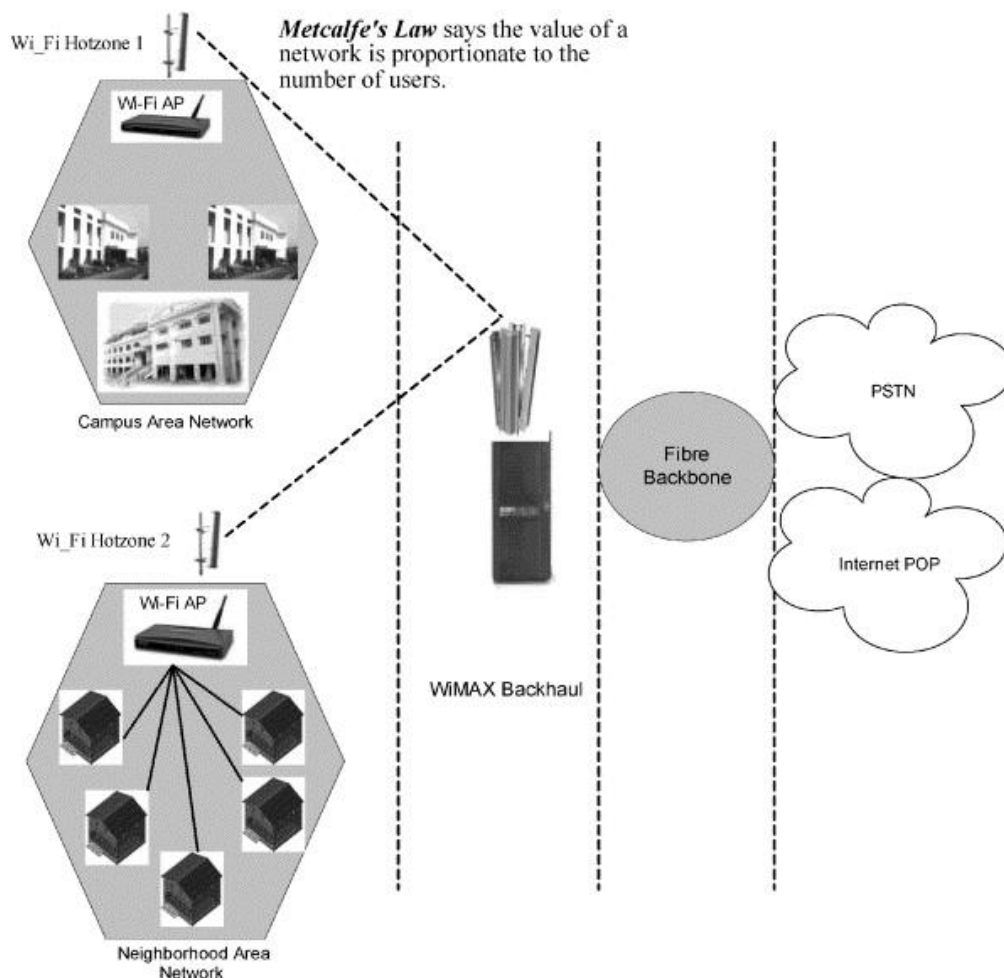 Wi_Fi Hotzone 1
Metcalfe's Law says the value of a
network is proportionate to the
number of users.
Wi-Fi AP
Campus Area Network
PSTN
Fibre
Backbone
Wi_Fi Hotzone 2
Internet POP
Wi-Fi AP
WiMAX Backhaul
Neighborhood Area
Network